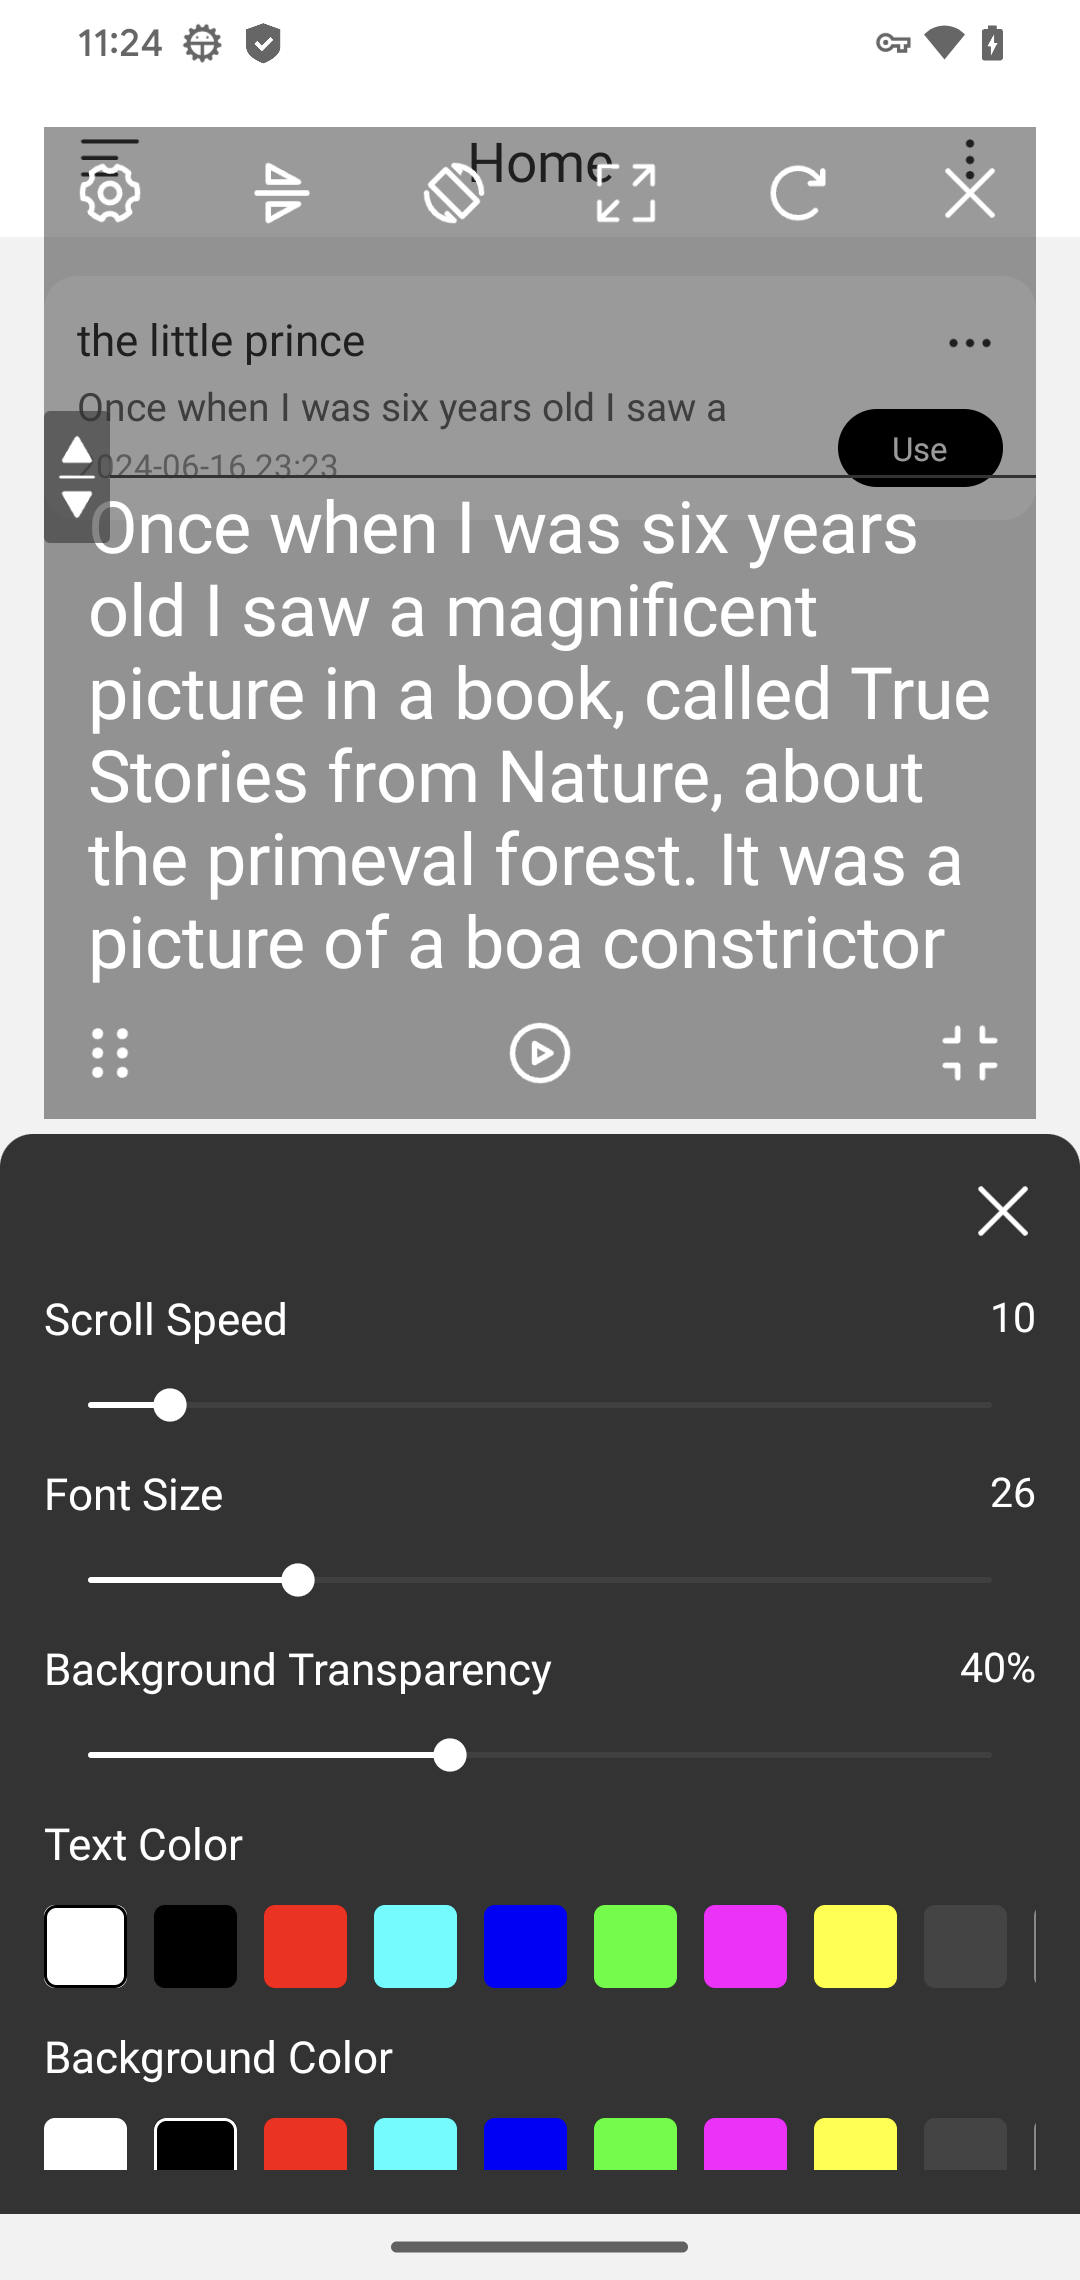 11:24
Home
the little prince
Once when I was six years old I saw a
2024-06-16 23:23
Use
Once when I was six years
old I saw a magnificent
picture in a book, called True
Stories from Nature, about
the primeval forest. It was a
picture of a boa constrictor
Scroll Speed
10
Font Size
26
Background Transparency
40%
Text Color
Background Color